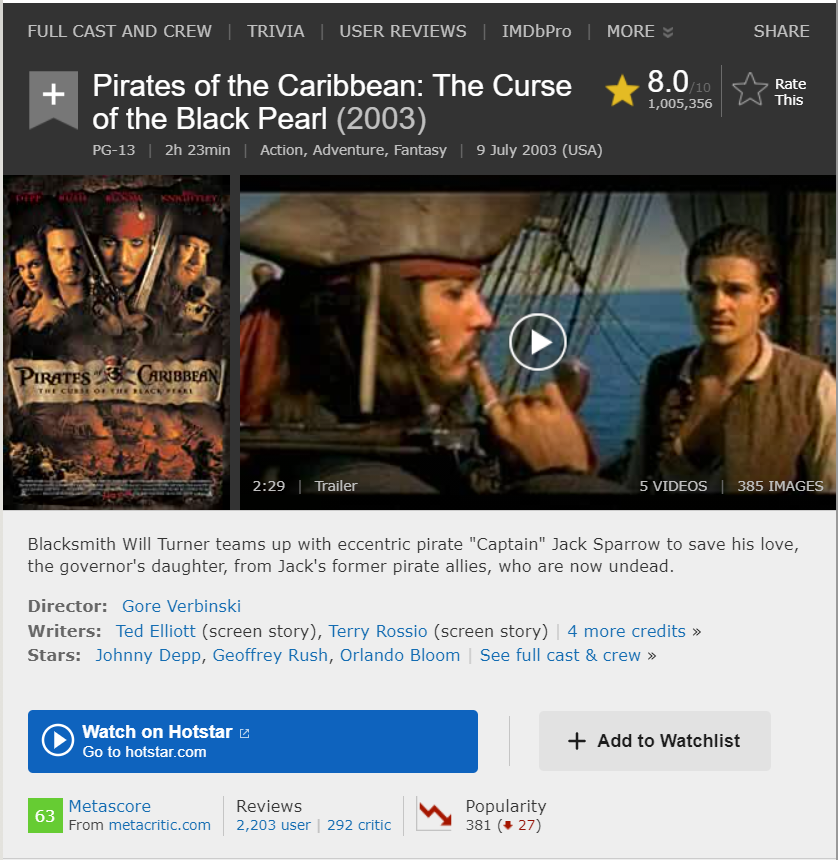 FULL CAST AND CREW | TRIVIA | USER REVIEWS | IMDbPro | MORE SHARE
+ Pirates of the Caribbean: The Curse
of the Black Pearl (2003)
8.0/10
1,005,356
Rate
This
PG-13 | 2h 23min | Action, Adventure, Fantasy | 9 July 2003 (USA)
DEPP RUSH BLOOM KNIGHTLEY
PIRATES OF THE CARIBBEAN
THE CURSE OF THE BLACK PEARL
2:29 | Trailer 5 VIDEOS | 385 IMAGES
Blacksmith Will Turner teams up with eccentric pirate "Captain" Jack Sparrow to save his love,
the governor's daughter, from Jack's former pirate allies, who are now undead.
Director: Gore Verbinski
Writers: Ted Elliott (screen story), Terry Rossio (screen story) | 4 more credits »
Stars: Johnny Depp, Geoffrey Rush, Orlando Bloom | See full cast & crew »
Watch on Hotstar
Go to hotstar.com
+ Add to Watchlist
63 Metascore
From metacritic.com
Reviews
2,203 user | 292 critic
Popularity
381 (27)